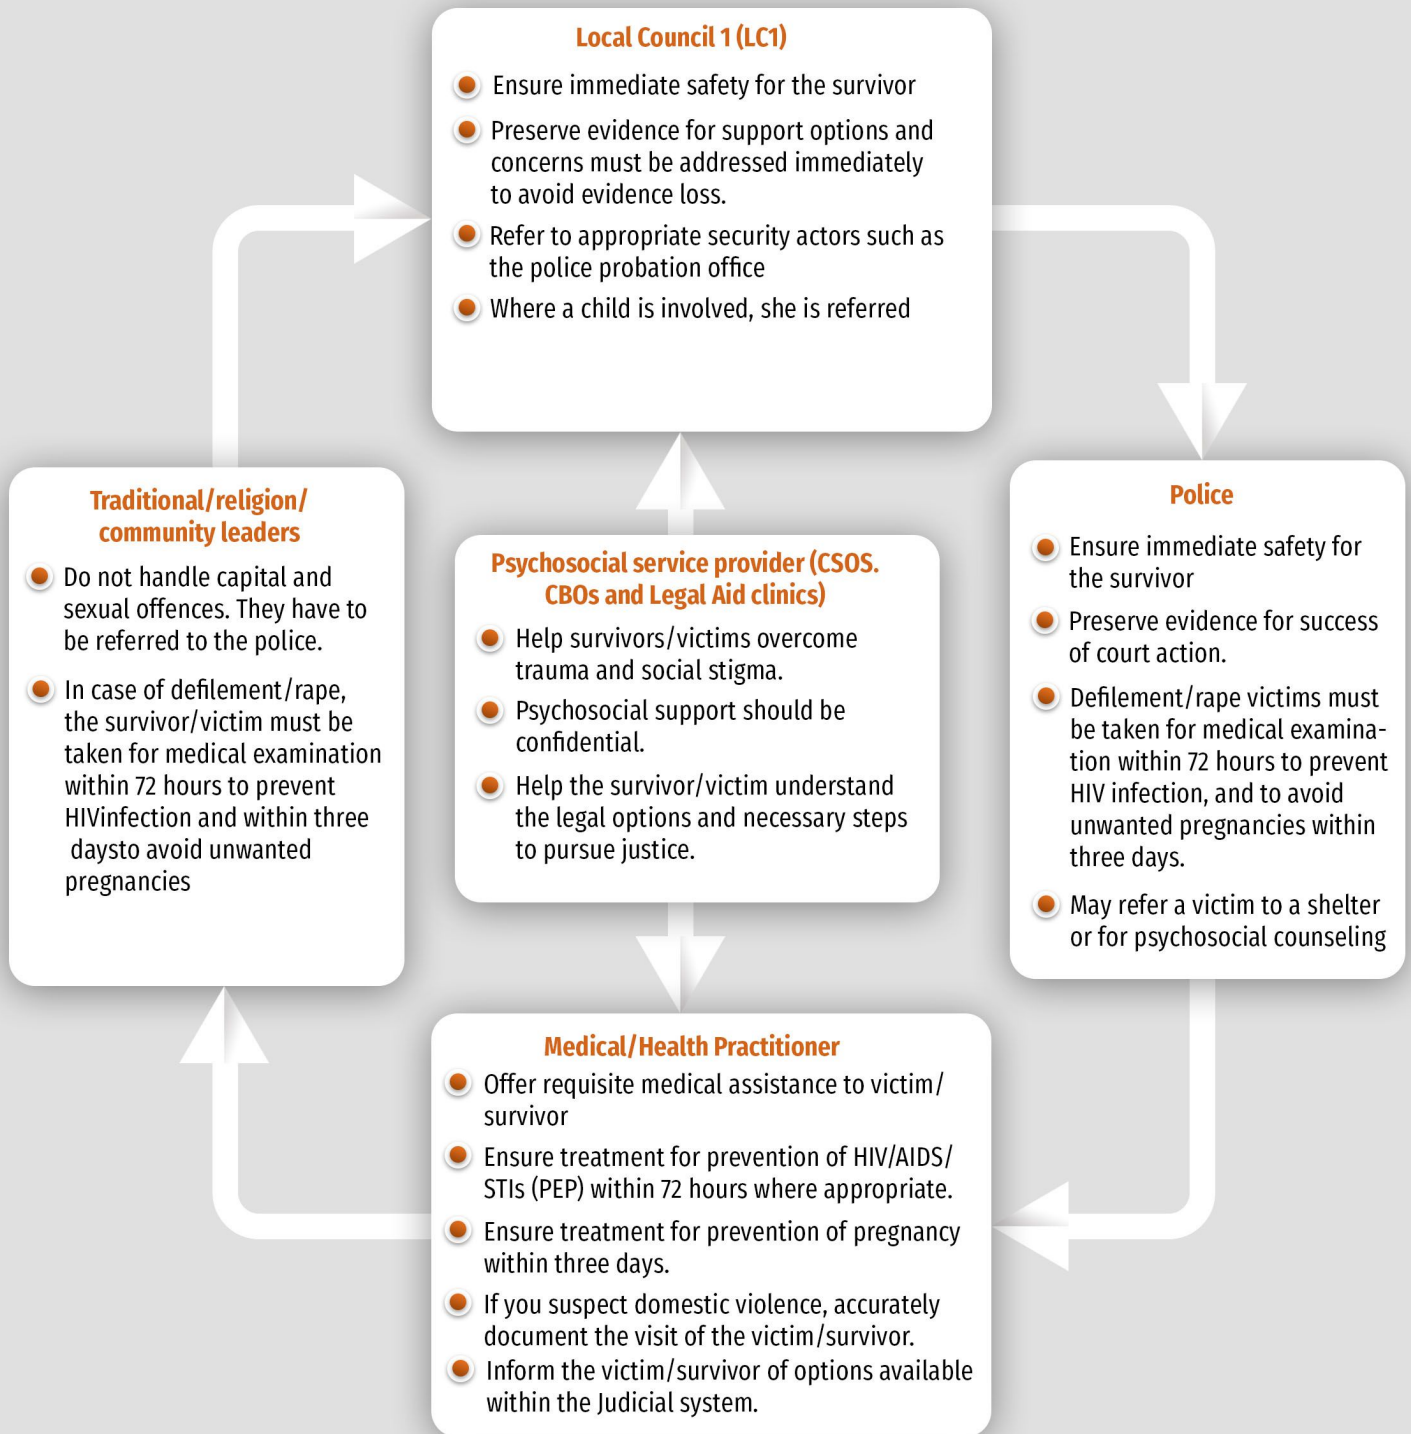 Local Council 1 (LC1)
Ensure immediate safety for the survivor
Preserve evidence for support options and
concerns must be addressed immediately
to avoid evidence loss.
Refer to appropriate security actors such as
the police probation office
Where a child is involved, she is referred
Traditional/religion/
community leaders
Do not handle capital and
sexual offences. They have to
be referred to the police.
In case of defilement/rape,
the survivor/victim must be
taken for medical examination
within 72 hours to prevent
HIVinfection and within three
daysto avoid unwanted
pregnancies
Psychosocial service provider (CSOS.
CBOs and Legal Aid clinics)
Help survivors/victims overcome
trauma and social stigma.
Psychosocial support should be
confidential.
Help the survivor/victim understand
the legal options and necessary steps
to pursue justice.
Police
Ensure immediate safety for
the survivor
Preserve evidence for success
of court action.
Defilement/rape victims must
be taken for medical examina-
tion within 72 hours to prevent
HIV infection, and to avoid
unwanted pregnancies within
three days.
May refer a victim to a shelter
or for psychosocial counseling
Medical/Health Practitioner
Offer requisite medical assistance to victim/
survivor
Ensure treatment for prevention of HIV/AIDS/
STIs (PEP) within 72 hours where appropriate.
Ensure treatment for prevention of pregnancy
within three days.
If you suspect domestic violence, accurately
document the visit of the victim/survivor.
Inform the victim/survivor of options available
within the Judicial system.